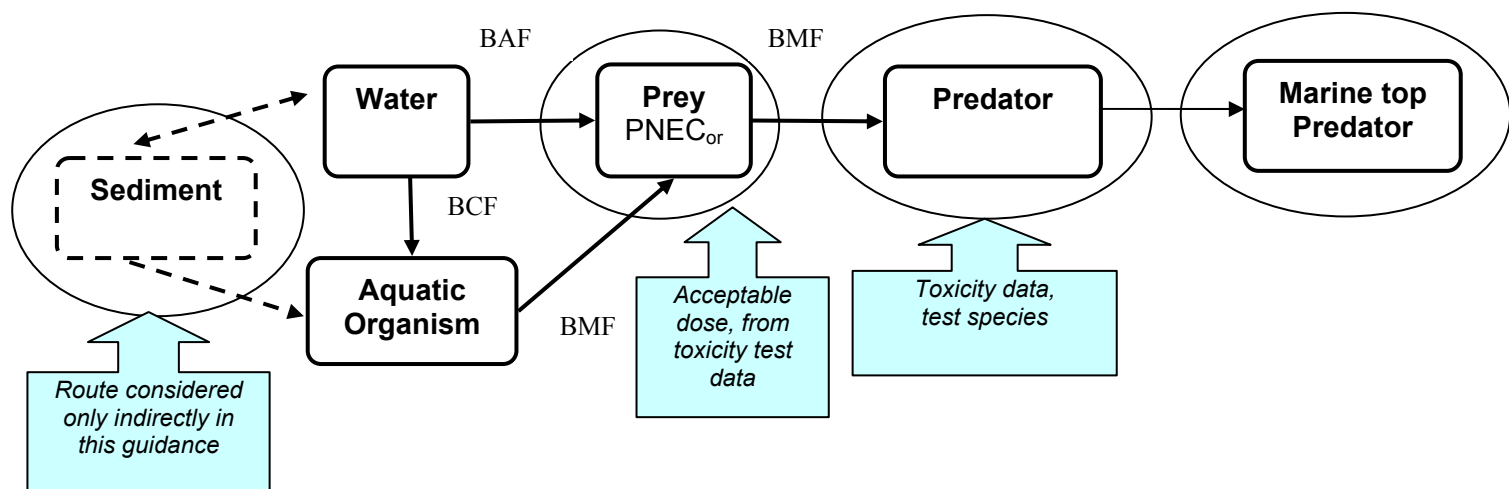 BAF
BMF
Water
Prey
PNECor
Predator
Marine top
Predator
Sediment
BCF
Aquatic
Organism
BMF
Acceptable
dose, from
toxicity test
data
Toxicity data,
test species
Route considered
only indirectly in
this guidance